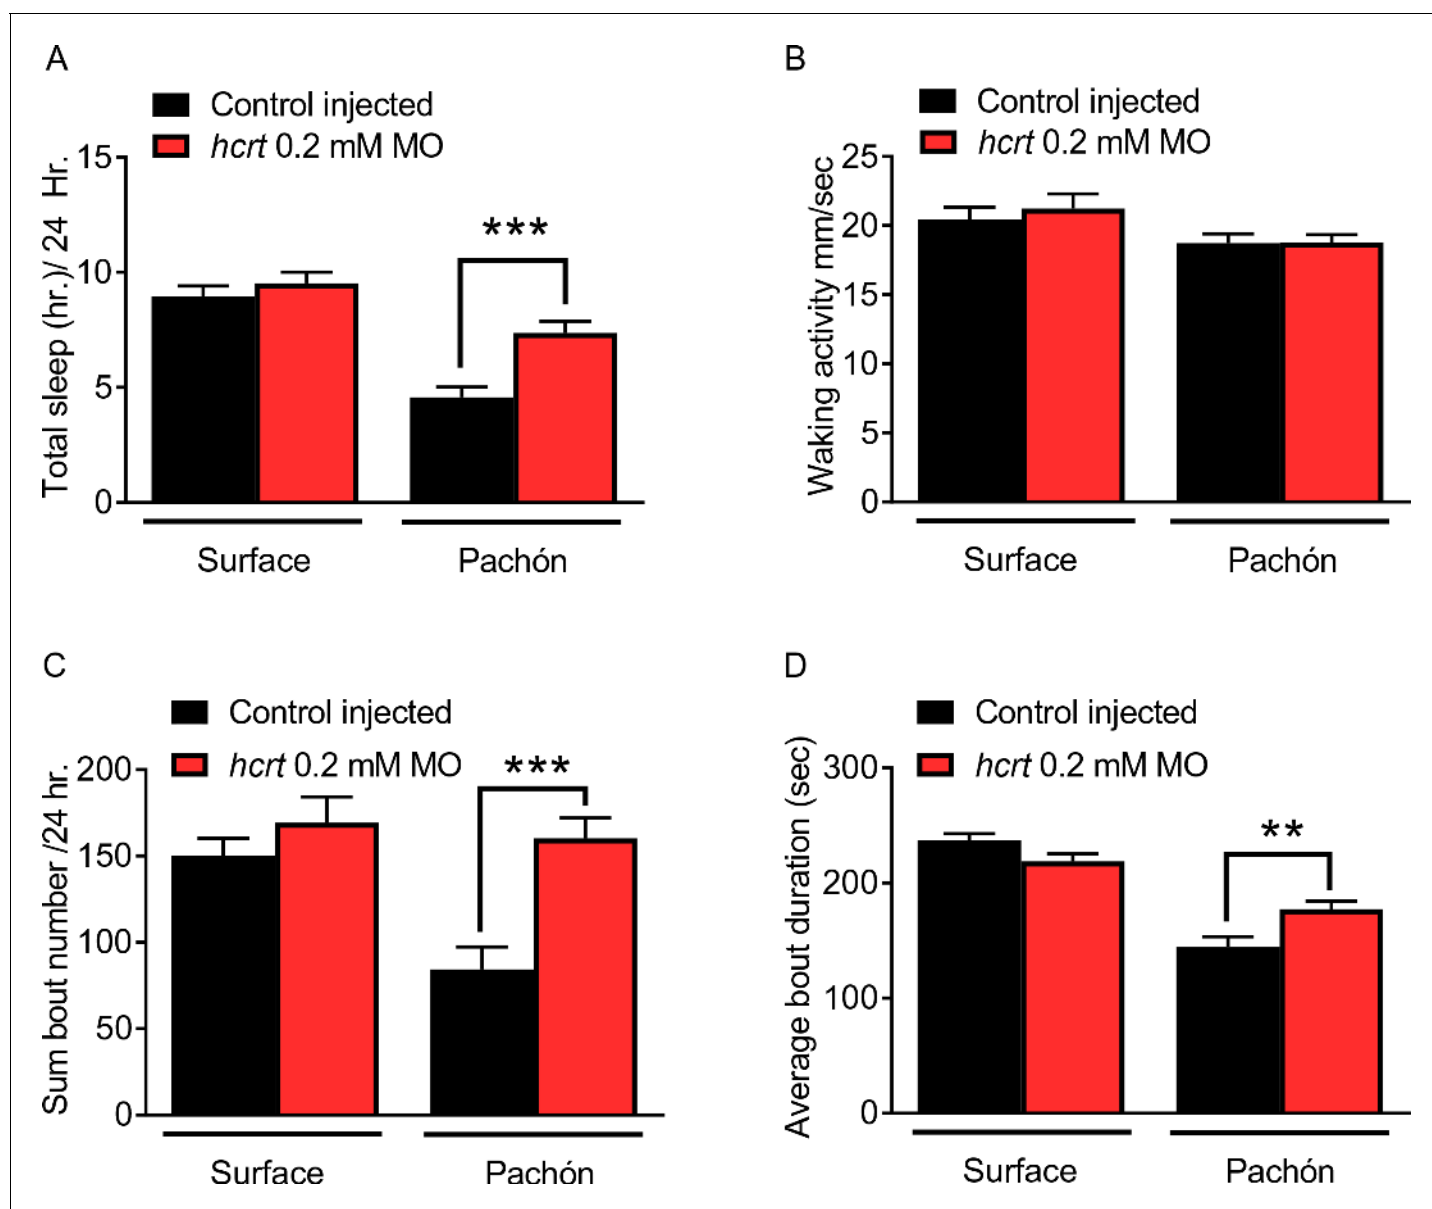 A
Control injected
hcrt 0.2 mM MO
Total sleep (hr.)/ 24 Hr.
15
10
5
0
***
Surface
Pachón
B
Control injected
hcrt 0.2 mM MO
Waking activity mm/sec
25
20
15
10
5
0
Surface
Pachón
C
Control injected
hcrt 0.2 mM MO
Sum bout number /24 hr.
200
150
100
50
0
***
Surface
Pachón
D
Control injected
hcrt 0.2 mM MO
Average bout duration (sec)
300
200
100
0
**
Surface
Pachón